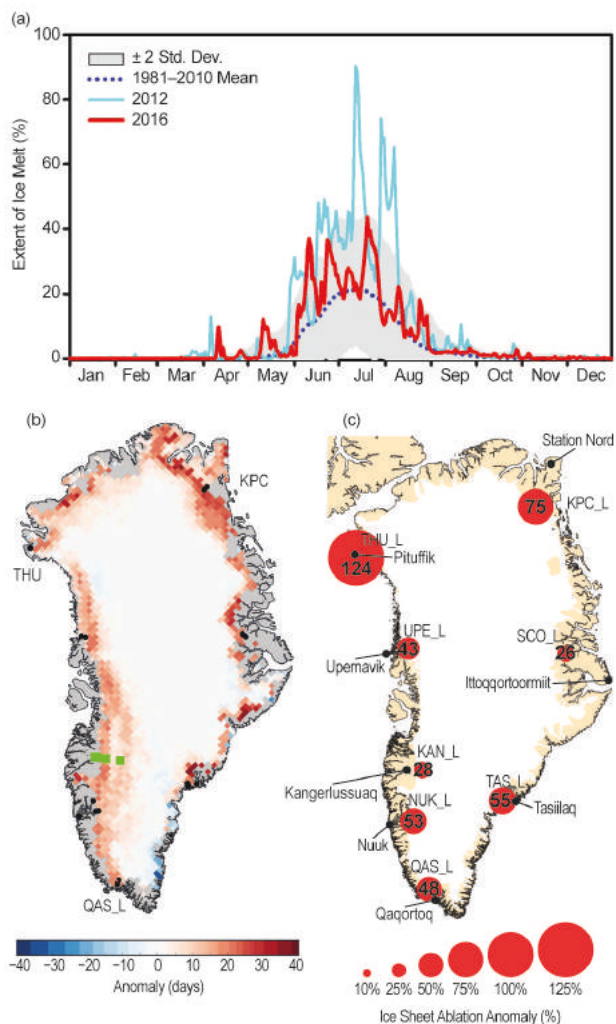 (a)
100
80
60
40
20
0
Extent of Ice Melt (%)
± 2 Std. Dev.
1981–2010 Mean
2012
2016
Jan Feb Mar Apr May Jun Jul Aug Sep Oct Nov Dec
(b)
KPC
THU
QAS_L
−40 −30 −20 −10 0 10 20 30 40
Anomaly (days)
(c)
Station Nord
75
KPC_L
THU_L
Pituffik
124
UPE_L
43
Upernavik
SCO_L
26
Ittoqqortoormiit
KAN_L
28
Kangerlussuaq
TAS_L
55
Tasiilaq
NUK_L
53
Nuuk
QAS_L
48
Qaqortoq
10% 25% 50% 75% 100% 125%
Ice Sheet Ablation Anomaly (%)